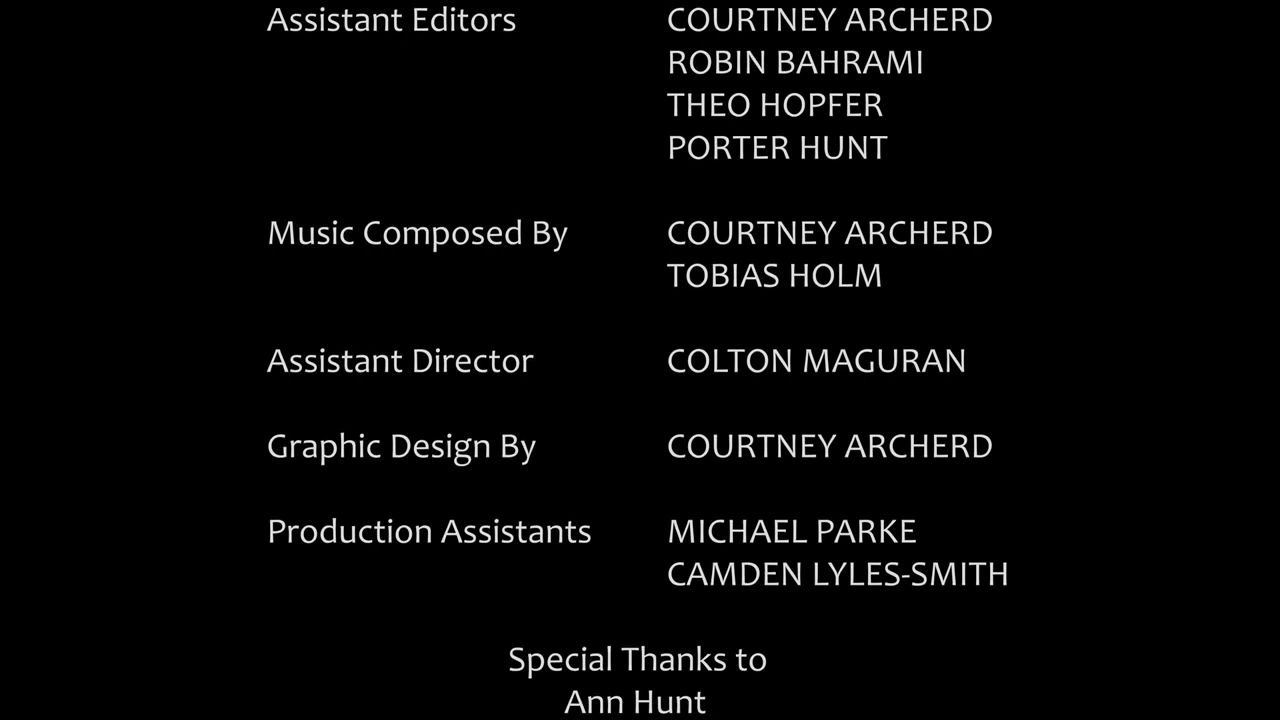 Assistant Editors COURTNEY ARCHERD
ROBIN BAHRAMI
THEO HOPFER
PORTER HUNT
Music Composed By COURTNEY ARCHERD
TOBIAS HOLM
Assistant Director COLTON MAGURAN
Graphic Design By COURTNEY ARCHERD
Production Assistants MICHAEL PARKE
CAMDEN LYLES-SMITH
Special Thanks to
Ann Hunt